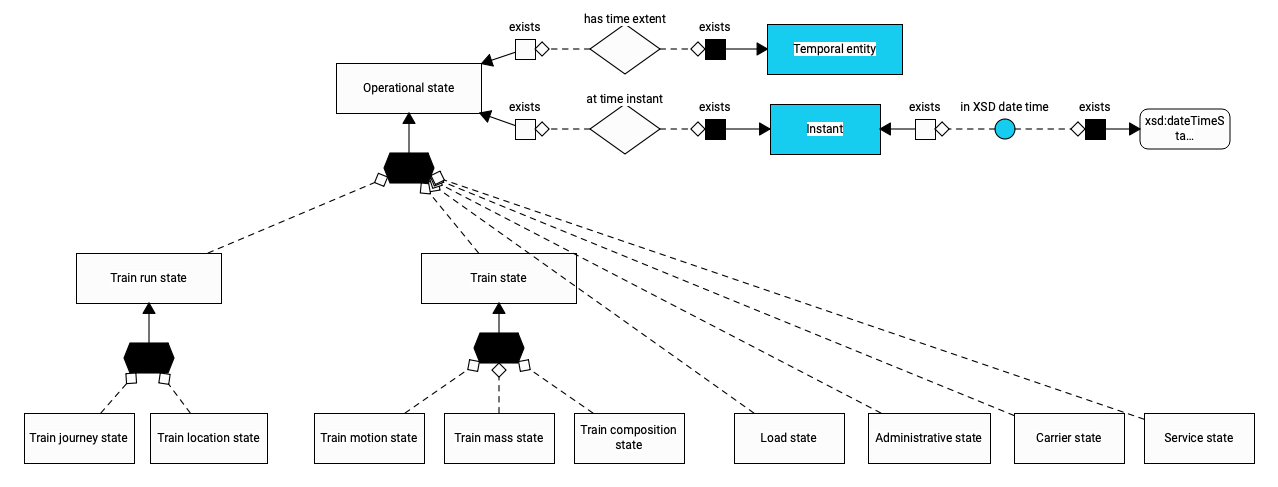 has time extent
exists
exists
Temporal entity
Operational state
at time instant
exists
exists
Instant
exists
in XSD date time
exists
xsd:dateTimeS
ta...
Train run state
Train state
Train journey state
Train location state
Train motion state
Train mass state
Train composition
state
Load state
Administrative state
Carrier state
Service state